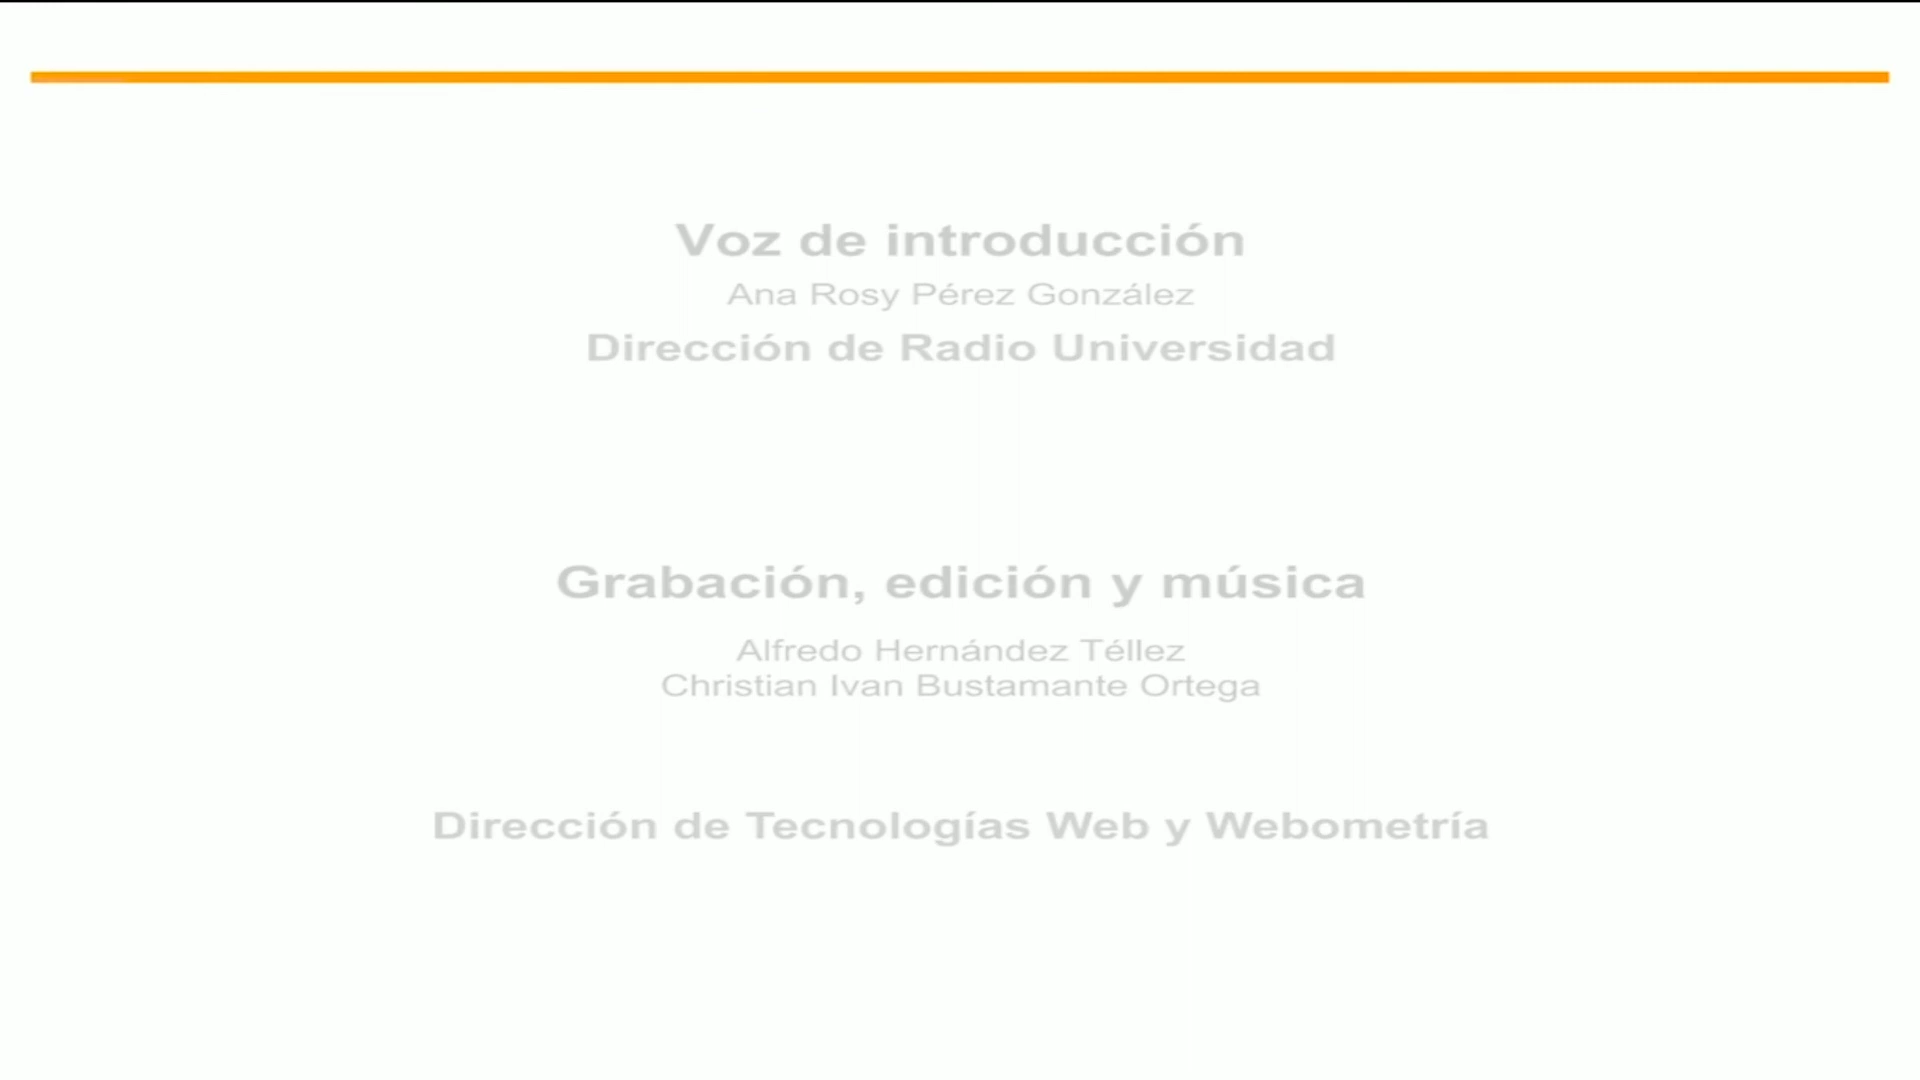 Voz de introducción
Ana Rosy Pérez González
Dirección de Radio Universidad
Grabación, edición y música
Alfredo Hernández Téllez
Christian Ivan Bustamante Ortega
Dirección de Tecnologías Web y Webometría